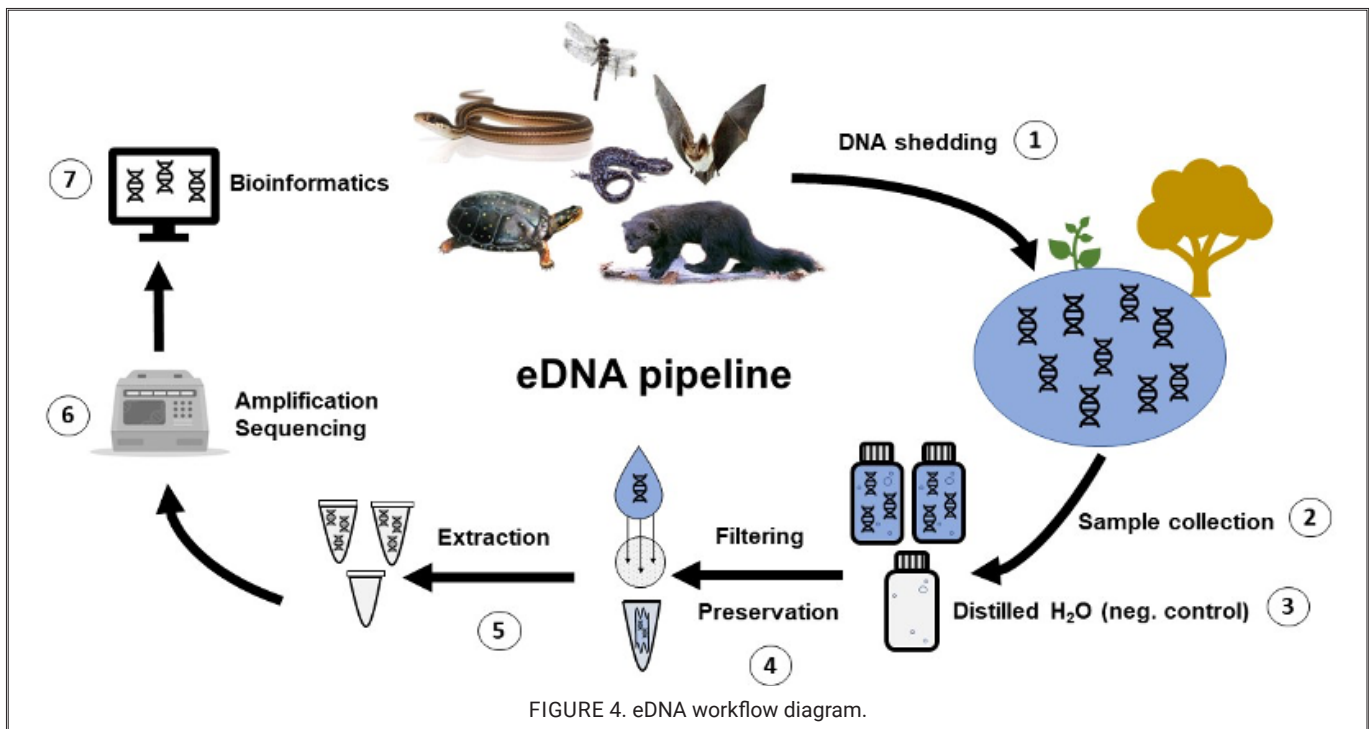 DNA shedding 1
7 Bioinformatics
eDNA pipeline
6 Amplification
Sequencing
Sample collection 2
Extraction
Filtering
Distilled H₂O (neg. control) 3
Preservation
5
4
FIGURE 4. eDNA workflow diagram.